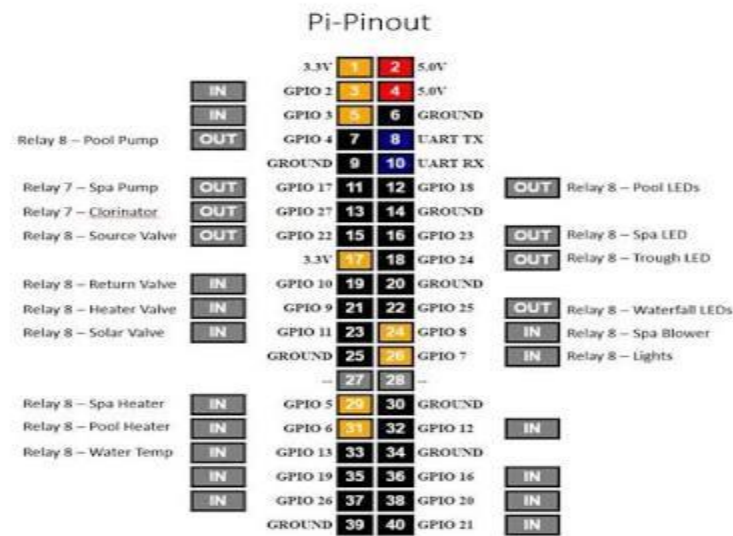 Pi-Pinout
3.3V 1 2 5.0V
IN GPIO 2 3 4 5.0V
IN GPIO 3 5 6 GROUND
Relay 8 – Pool Pump OUT GPIO 4 7 8 UART TX
GROUND 9 10 UART RX
Relay 7 – Spa Pump OUT GPIO 17 11 12 GPIO 18 OUT Relay 8 – Pool LEDs
Relay 7 – Clorinator OUT GPIO 27 13 14 GROUND
Relay 8 – Source Valve OUT GPIO 22 15 16 GPIO 23 OUT Relay 8 – Spa LED
3.3V 17 18 GPIO 24 OUT Relay 8 – Trough LED
Relay 8 – Return Valve IN GPIO 10 19 20 GROUND
Relay 8 – Heater Valve IN GPIO 9 21 22 GPIO 25 OUT Relay 8 – Waterfall LEDs
Relay 8 – Solar Valve IN GPIO 11 23 24 GPIO 8 IN Relay 8 – Spa Blower
GROUND 25 26 GPIO 7 IN Relay 8 – Lights
-- 27 28 --
Relay 8 – Spa Heater IN GPIO 5 29 30 GROUND
Relay 8 – Pool Heater IN GPIO 6 31 32 GPIO 12 IN
Relay 8 – Water Temp IN GPIO 13 33 34 GROUND
IN GPIO 19 35 36 GPIO 16 IN
IN GPIO 26 37 38 GPIO 20 IN
GROUND 39 40 GPIO 21 IN